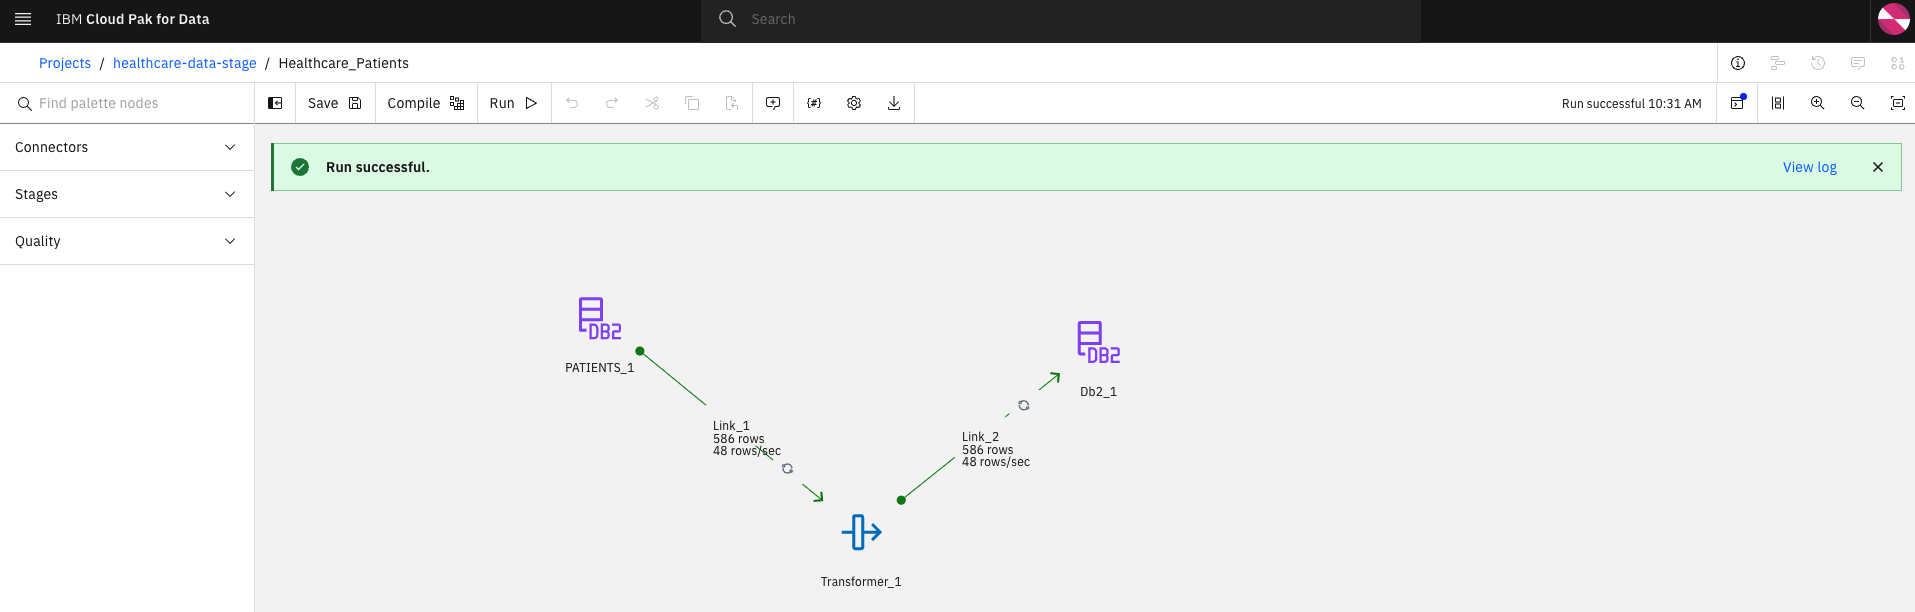 IBM Cloud Pak for Data
Search
Projects / healthcare-data-stage / Healthcare_Patients
Find palette nodes
Save
Compile
Run
Run successful 10:31 AM
Connectors
Stages
Quality
Run successful.
View log
DB2
PATIENTS_1
DB2
Db2_1
Link_1
586 rows
48 rows/sec
Link_2
586 rows
48 rows/sec
Transformer_1